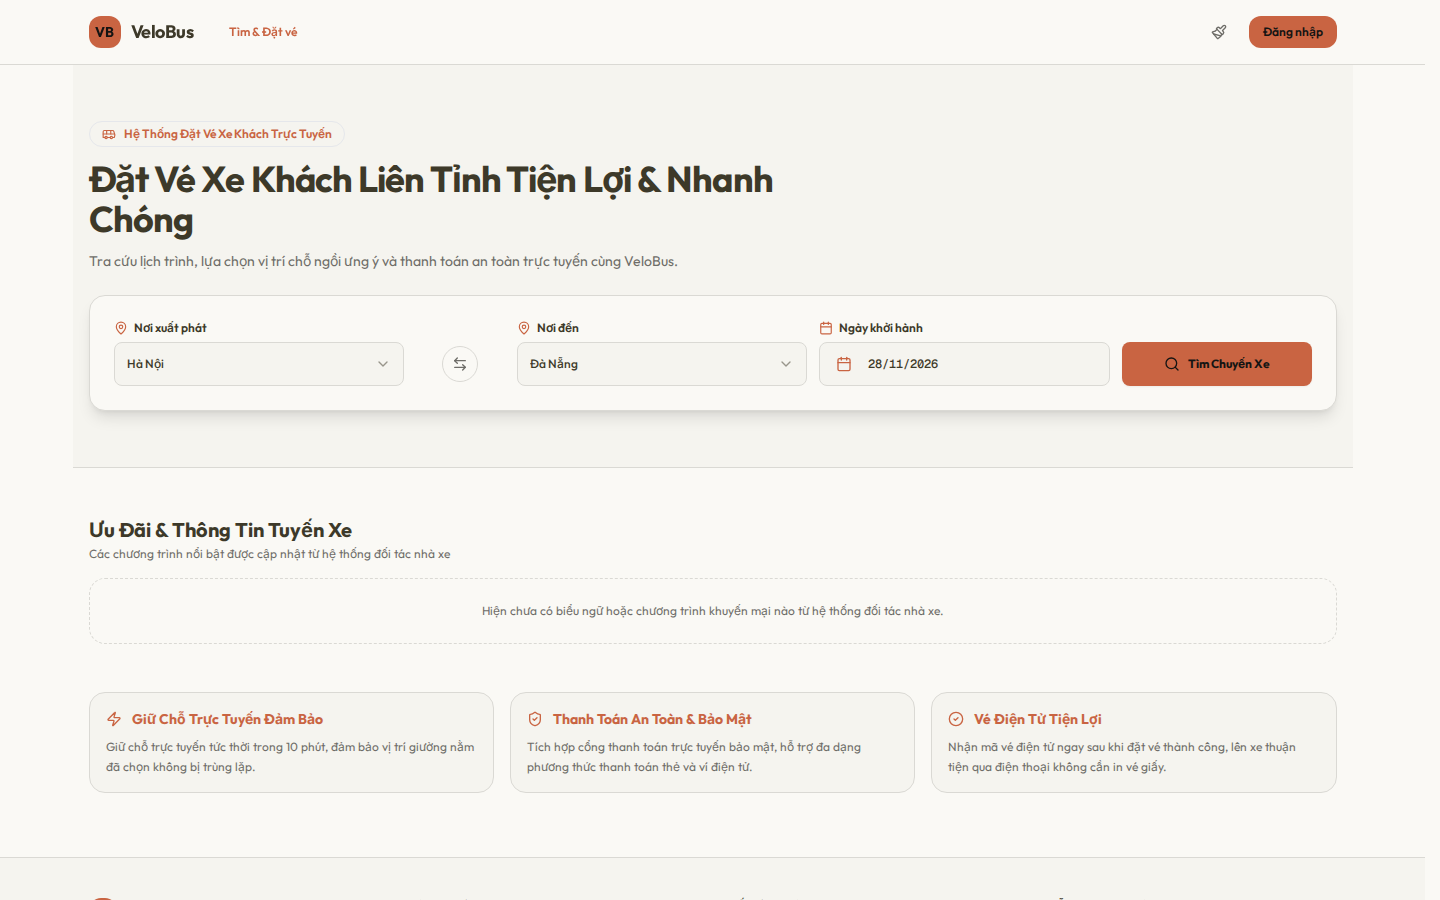 VB VeloBus Tìm & Đặt vé Đăng nhập
Hệ Thống Đặt Vé Xe Khách Trực Tuyến
Đặt Vé Xe Khách Liên Tỉnh Tiện Lợi & Nhanh
Chóng
Tra cứu lịch trình, lựa chọn vị trí chỗ ngồi ưng ý và thanh toán an toàn trực tuyến cùng VeloBus.
Nơi xuất phát Nơi đến Ngày khởi hành
Hà Nội Đà Nẵng 28/11/2026 Tìm Chuyến Xe
Ưu Đãi & Thông Tin Tuyến Xe
Các chương trình nổi bật được cập nhật từ hệ thống đối tác nhà xe
Hiện chưa có biểu ngữ hoặc chương trình khuyến mại nào từ hệ thống đối tác nhà xe.
Giữ Chỗ Trực Tuyến Đảm Bảo
Giữ chỗ trực tuyến tức thời trong 10 phút, đảm bảo vị trí giường nằm
đã chọn không bị trùng lặp.
Thanh Toán An Toàn & Bảo Mật
Tích hợp cổng thanh toán trực tuyến bảo mật, hỗ trợ đa dạng
phương thức thanh toán thẻ và ví điện tử.
Vé Điện Tử Tiện Lợi
Nhận mã vé điện tử ngay sau khi đặt vé thành công, lên xe thuận
tiện qua điện thoại không cần in vé giấy.